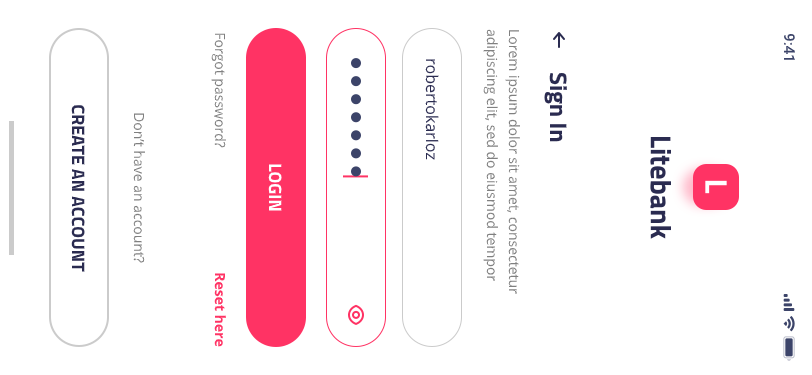 9:41
L
Litebank
Sign In
Lorem ipsum dolor sit amet, consectetur
adipiscing elit, sed do eiusmod tempor
robertokarloz
LOGIN
Forgot password? Reset here
Don't have an account?
CREATE AN ACCOUNT